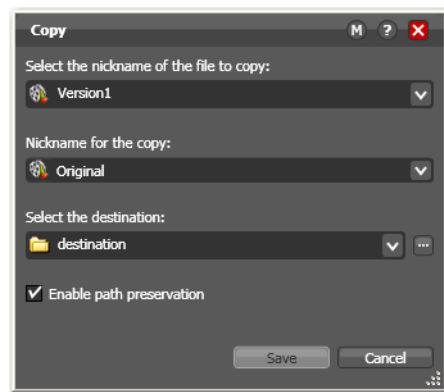 Copy M ?
Select the nickname of the file to copy:
Version1
Nickname for the copy:
Original
Select the destination:
destination ...
Enable path preservation
Save Cancel